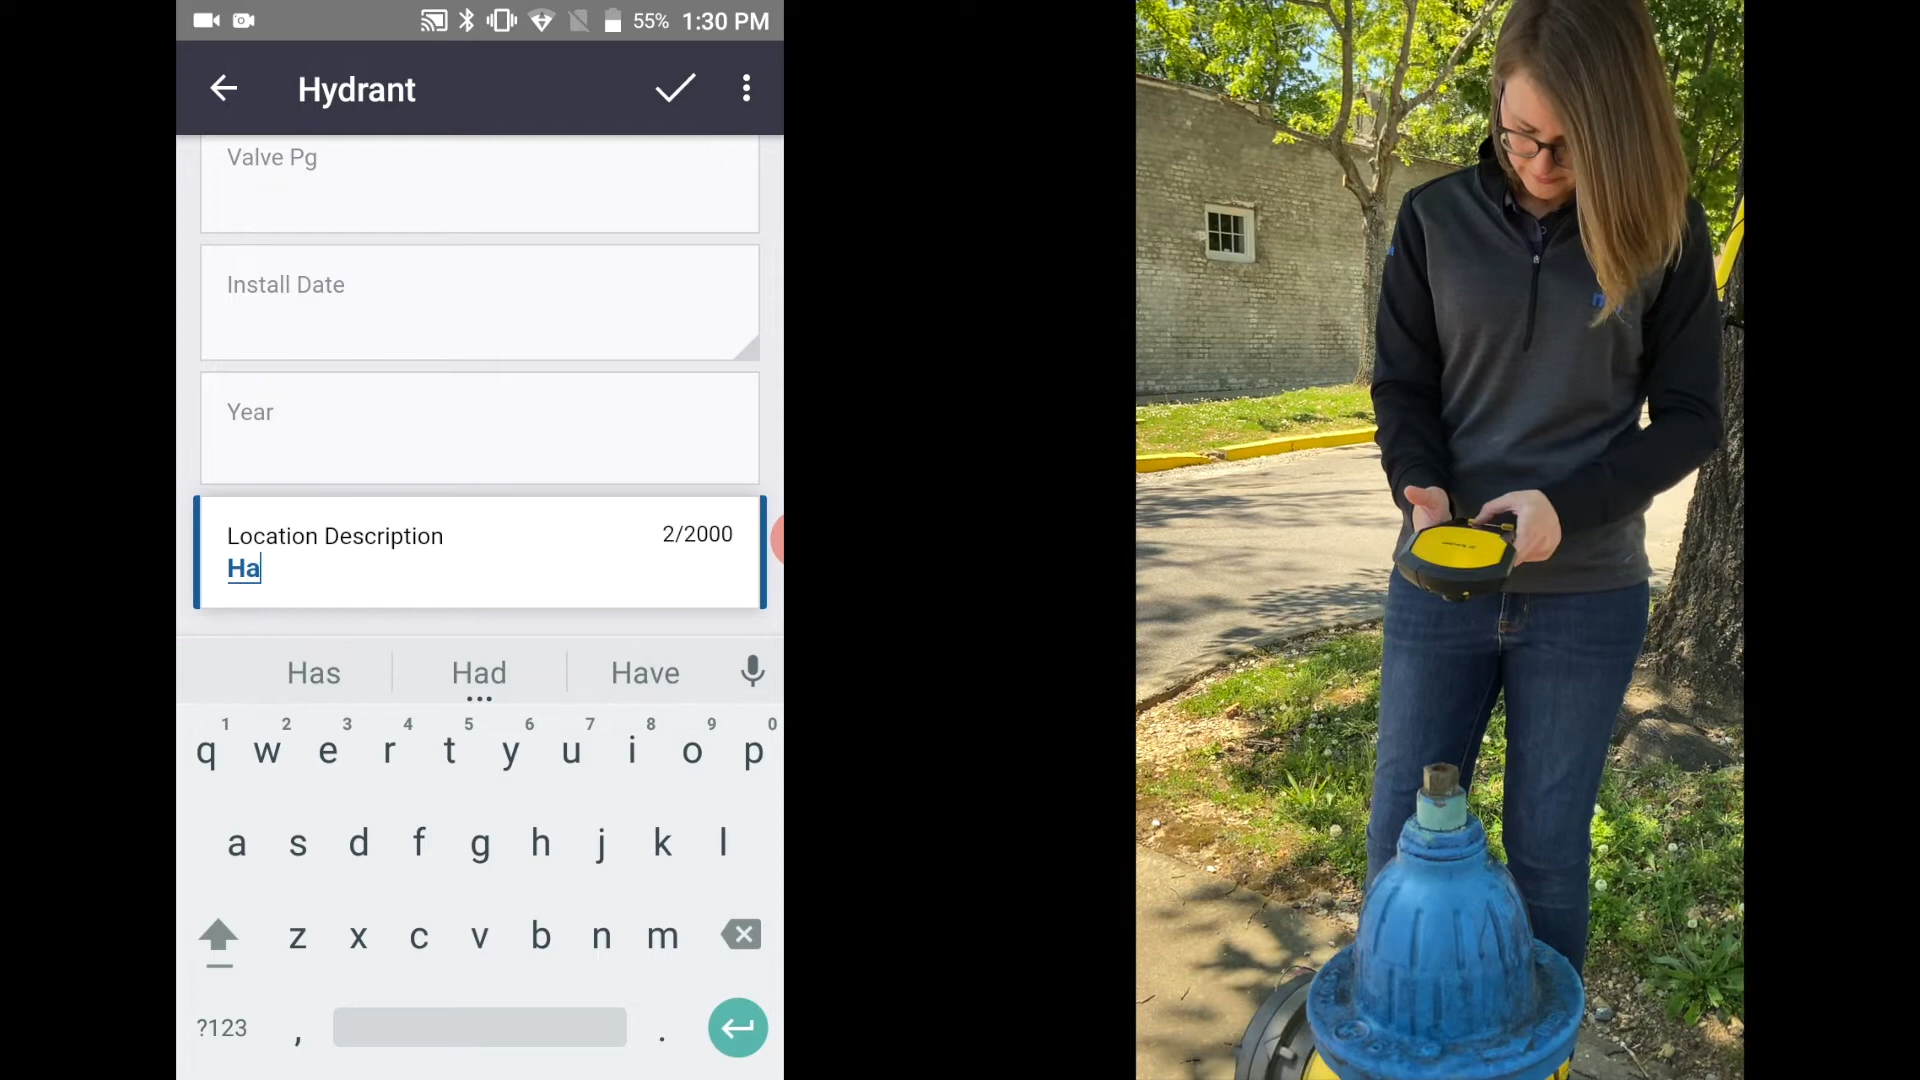 55% 1:30 PM
Hydrant
Valve Pg
Install Date
Year
Location Description 2/2000
Ha
Has Had Have
1 2 3 4 5 6 7 8 9 0
q w e r t y u i o p
a s d f g h j k l
z x c v b n m
?123 , .